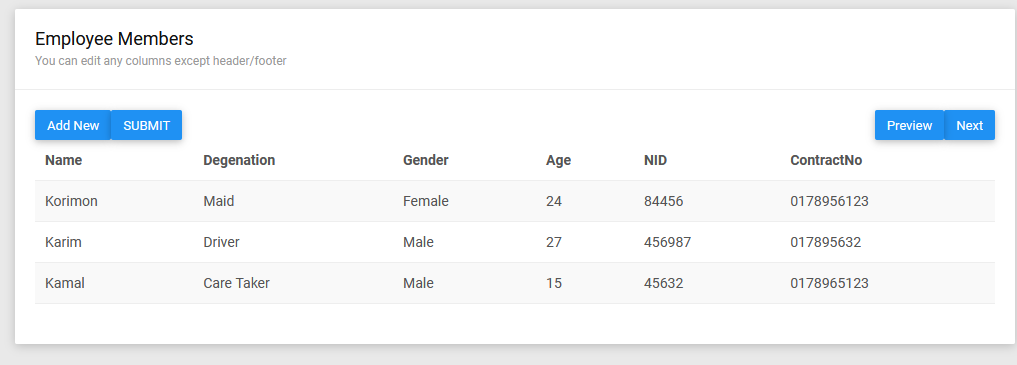 Employee Members
You can edit any columns except header/footer
Add New SUBMIT Preview Next
Name Degenation Gender Age NID ContractNo
Korimon Maid Female 24 84456 0178956123
Karim Driver Male 27 456987 017895632
Kamal Care Taker Male 15 45632 0178965123